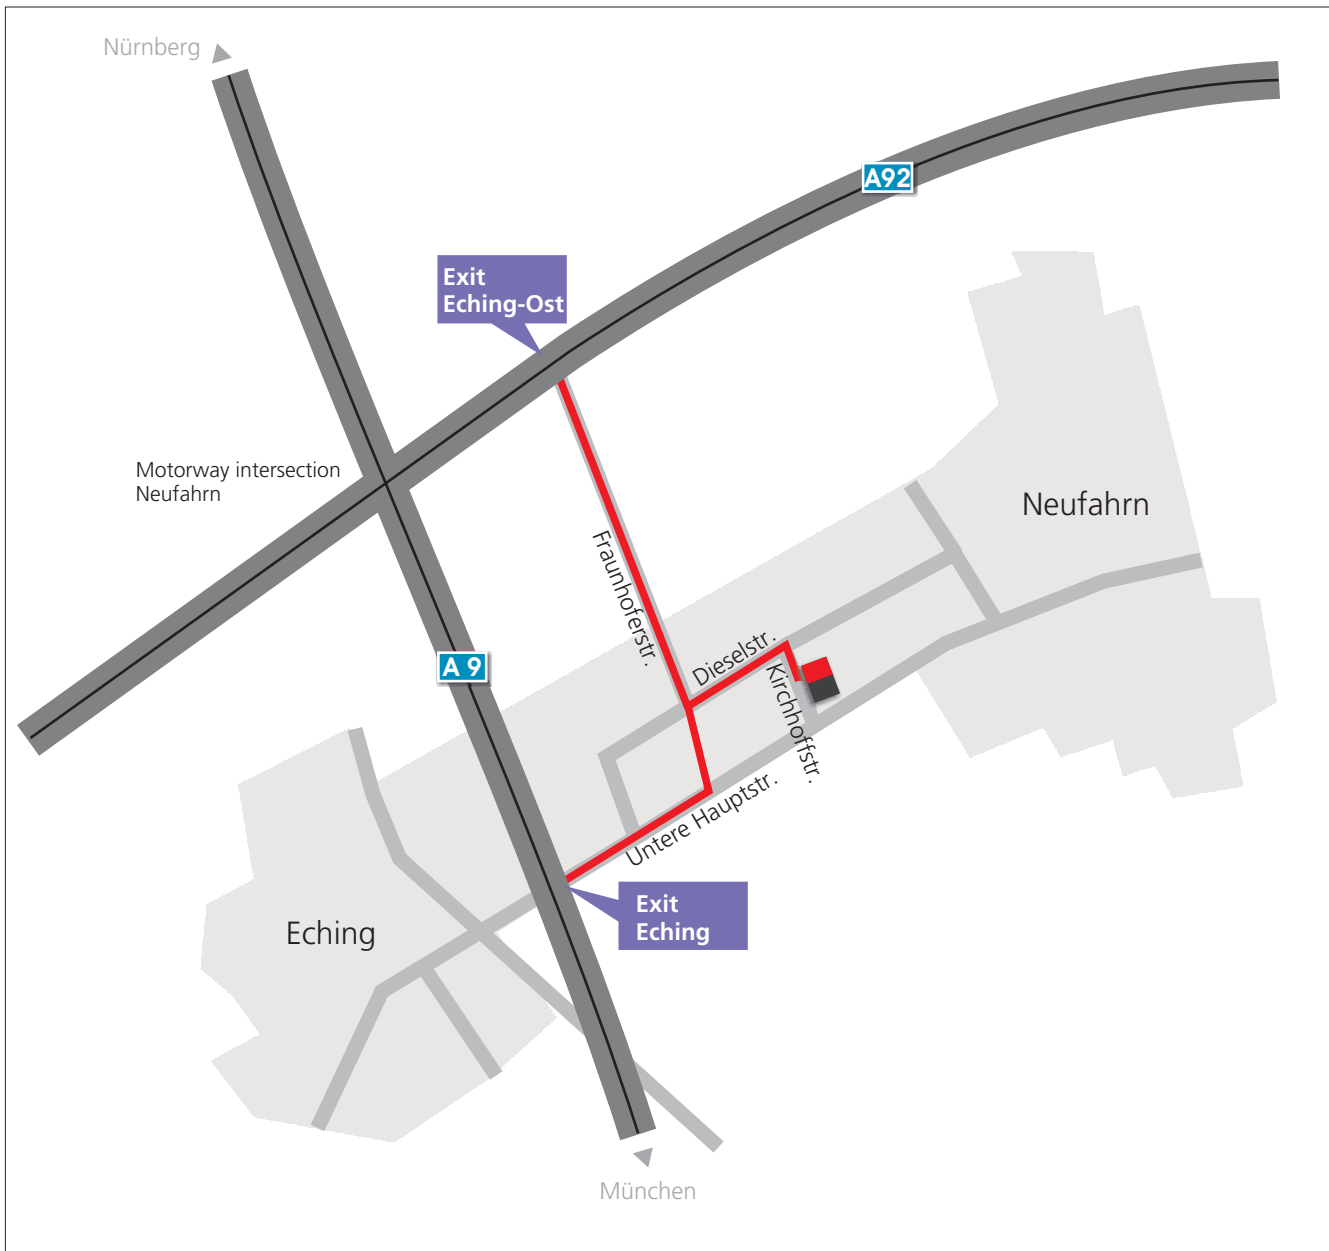 Nürnberg
A92
Exit
Eching-Ost
Motorway intersection
Neufahrn
Neufahrn
Fraunhoferstr.
Dieselstr.
Kirchhoffstr.
A 9
Untere Hauptstr.
Exit
Eching
Eching
München